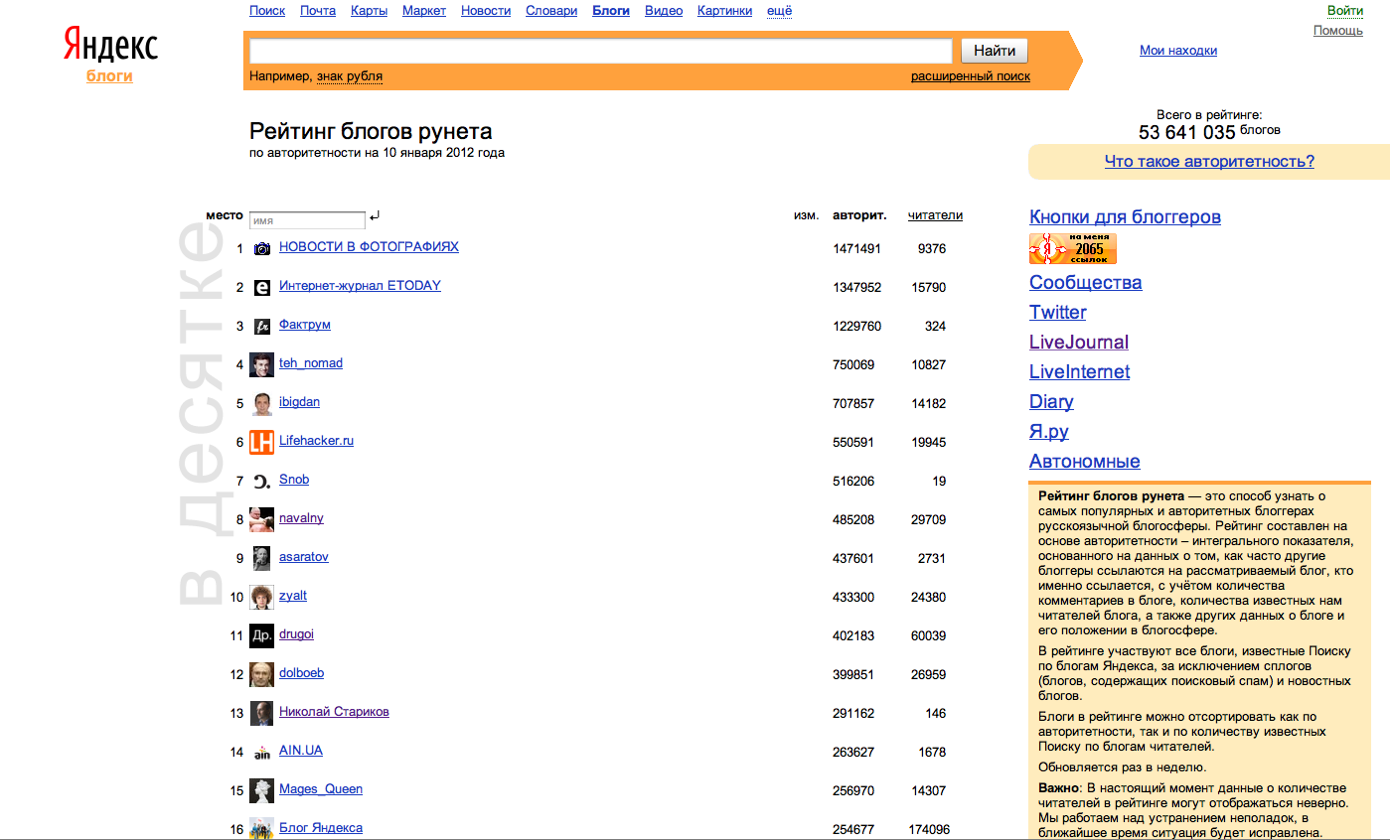 Поиск Почта Карты Маркет Новости Словари Блоги Видео Картинки ещё
Войти
Помощь
Яндекс
блоги
Найти
Мои находки
Например, знак рубля
расширенный поиск
Рейтинг блогов рунета
по авторитетности на 10 января 2012 года
Всего в рейтинге:
53 641 035 блогов
Что такое авторитетность?
в десятке
место имя изм. авторит. читатели
1 НОВОСТИ В ФОТОГРАФИЯХ 1471491 9376
2 e Интернет-журнал ETODAY 1347952 15790
3 fr Фактрум 1229760 324
4 teh_nomad 750069 10827
5 ibigdan 707857 14182
6 LH Lifehacker.ru 550591 19945
7 Snob 516206 19
8 navalny 485208 29709
9 asaratov 437601 2731
10 zyalt 433300 24380
11 Др. drugoi 402183 60039
12 dolboeb 399851 26959
13 Николай Стариков 291162 146
14 ain AIN.UA 263627 1678
15 Mages_Queen 256970 14307
16 Блог Яндекса 254677 174096
Кнопки для блоггеров
Я
на меня
2065
ссылок
Сообщества
Twitter
LiveJournal
LiveInternet
Diary
Я.ру
Автономные
Рейтинг блогов рунета — это способ узнать о
самых популярных и авторитетных блоггерах
русскоязычной блогосферы. Рейтинг составлен на
основе авторитетности – интегрального показателя,
основанного на данных о том, как часто другие
блоггеры ссылаются на рассматриваемый блог, кто
именно ссылается, с учётом количества
комментариев в блоге, количества известных нам
читателей блога, а также других данных о блоге и
его положении в блогосфере.
В рейтинге участвуют все блоги, известные Поиску
по блогам Яндекса, за исключением сплогов
(блогов, содержащих поисковый спам) и новостных
блогов.
Блоги в рейтинге можно отсортировать как по
авторитетности, так и по количеству известных
Поиску по блогам читателей.
Обновляется раз в неделю.
Важно: В настоящий момент данные о количестве
читателей в рейтинге могут отображаться неверно.
Мы работаем над устранением неполадок, в
ближайшее время ситуация будет исправлена.